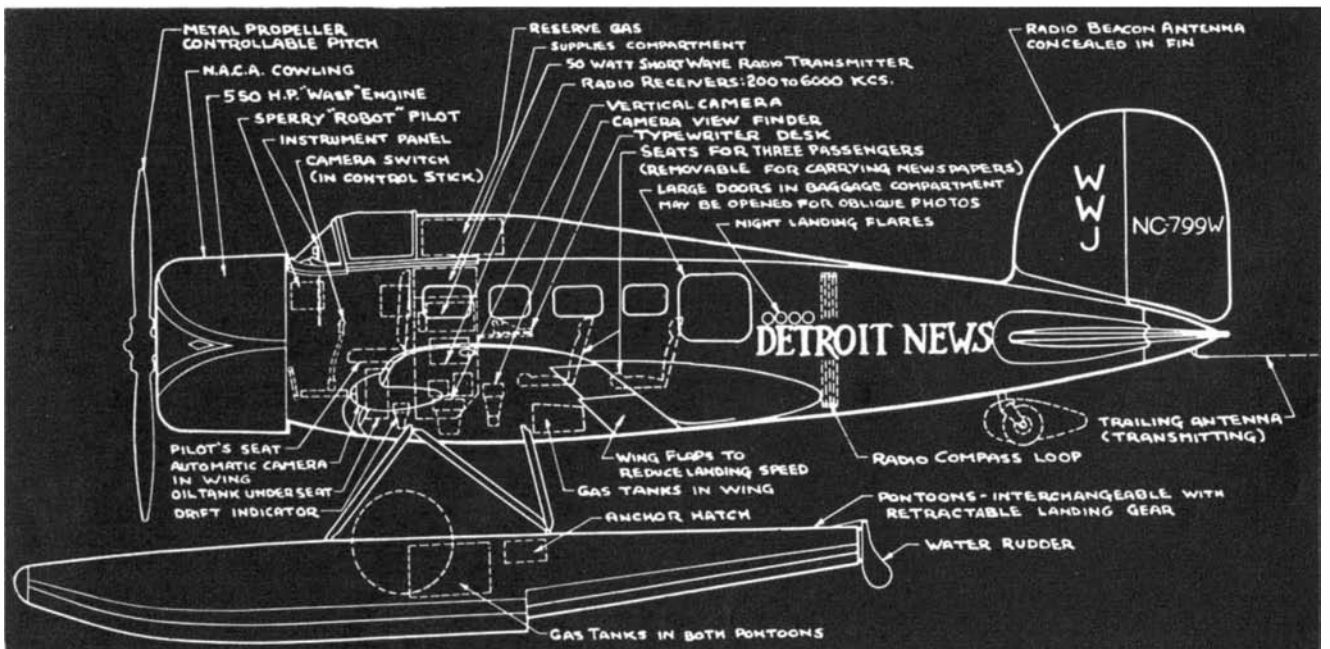 METAL PROPELLER
CONTROLLABLE PITCH
N.A.C.A. COWLING
550 H.P. "WASP" ENGINE
SPERRY "ROBOT" PILOT
INSTRUMENT PANEL
CAMERA SWITCH
(IN CONTROL STICK)
RESERVE GAS
SUPPLIES COMPARTMENT
50 WATT SHORT WAVE RADIO TRANSMITTER
RADIO RECEIVERS: 200 TO 6000 KCS.
VERTICAL CAMERA
CAMERA VIEW FINDER
TYPEWRITER DESK
SEATS FOR THREE PASSENGERS
(REMOVABLE FOR CARRYING NEWSPAPERS)
LARGE DOORS IN BAGGAGE COMPARTMENT
MAY BE OPENED FOR OBLIQUE PHOTOS
NIGHT LANDING FLARES
RADIO BEACON ANTENNA
CONCEALED IN FIN
W
W
J
NC-799W
DETROIT NEWS
PILOT'S SEAT
AUTOMATIC CAMERA
IN WING
OIL TANK UNDER SEAT
DRIFT INDICATOR
WING FLAPS TO
REDUCE LANDING SPEED
GAS TANKS IN WING
ANCHOR HATCH
RADIO COMPASS LOOP
TRAILING ANTENNA
(TRANSMITTING)
PONTOONS - INTERCHANGEABLE WITH
RETRACTABLE LANDING GEAR
WATER RUDDER
GAS TANKS IN BOTH PONTOONS